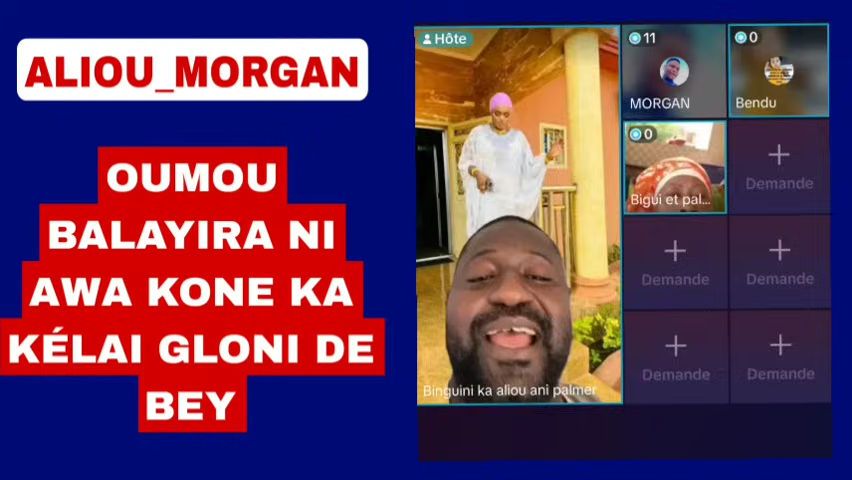 ALIOU_MORGAN
OUMOU
BALAYIRA NI
AWA KONE KA
KÉLAI GLONI DE
BEY
Hôte
Binguini ka aliou ani palmer
11
MORGAN
0
Bendu
0
Bigui et pal...
Demande
Demande
Demande
Demande
Demande